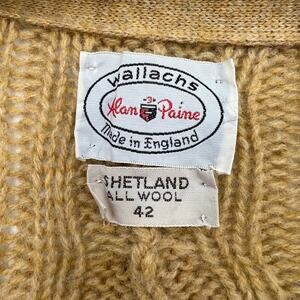 Wallachs
Alan Paine
Made in England
SHETLAND
ALL WOOL
42